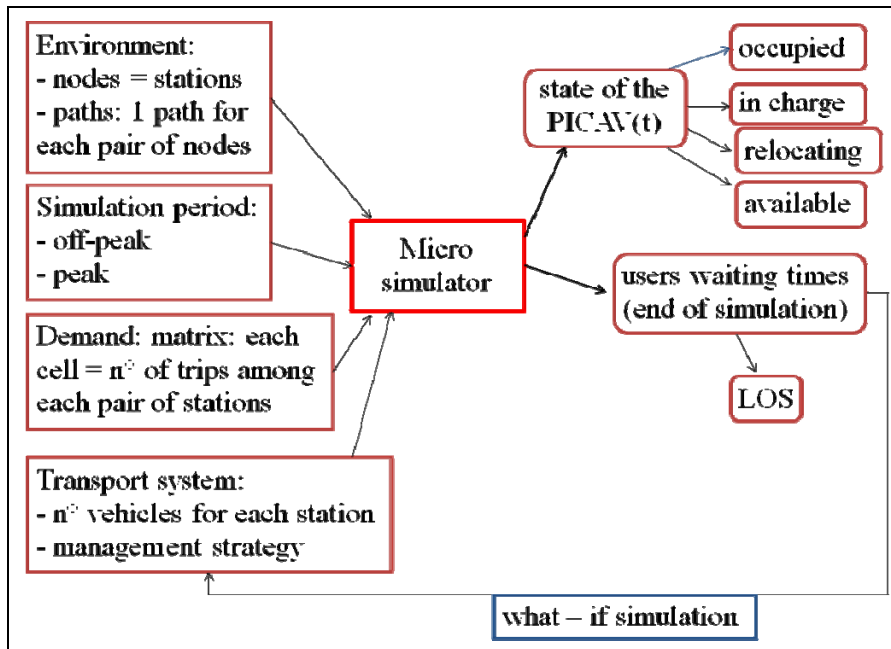 Environment:
- nodes = stations
- paths: 1 path for
each pair of nodes
Simulation period:
- off-peak
- peak
Demand: matrix: each
cell = n° of trips among
each pair of stations
Transport system:
- n° vehicles for each station
- management strategy
Micro
simulator
state of the
PICAV(t)
occupied
in charge
relocating
available
users waiting times
(end of simulation)
LOS
what – if simulation